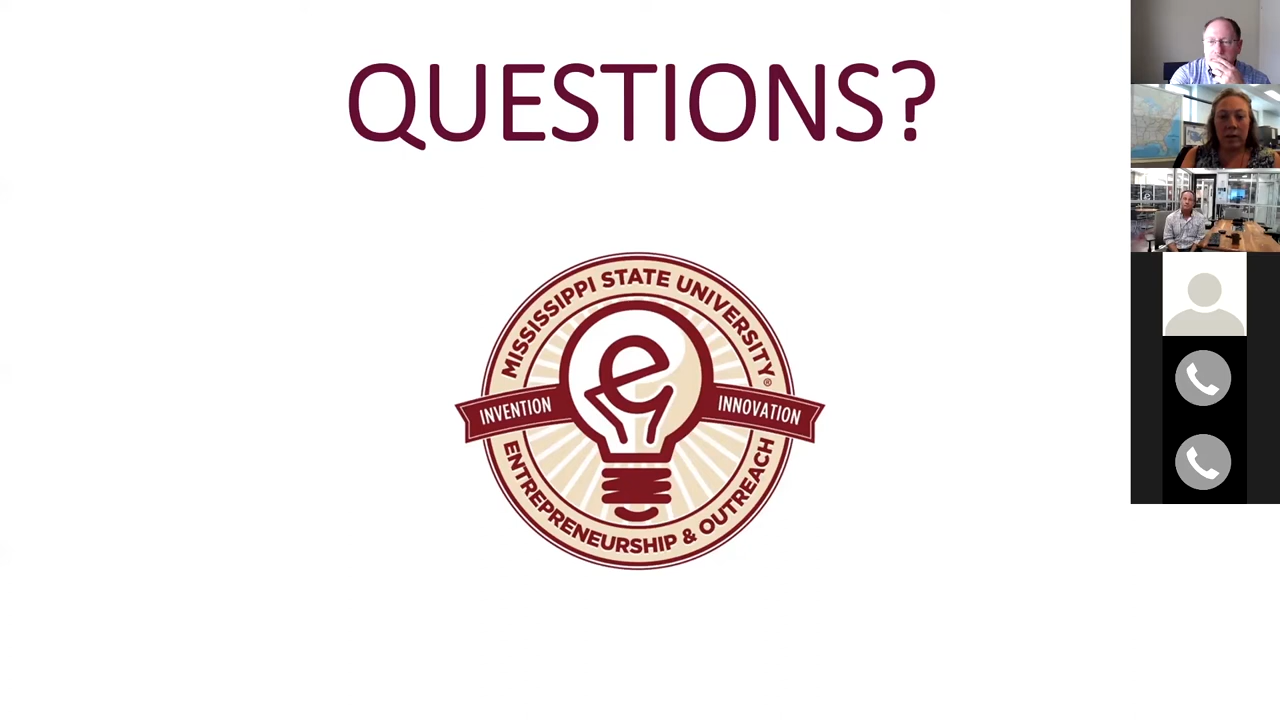 QUESTIONS?
MISSISSIPPI STATE UNIVERSITY®
e
INVENTION
INNOVATION
ENTREPRENEURSHIP & OUTREACH